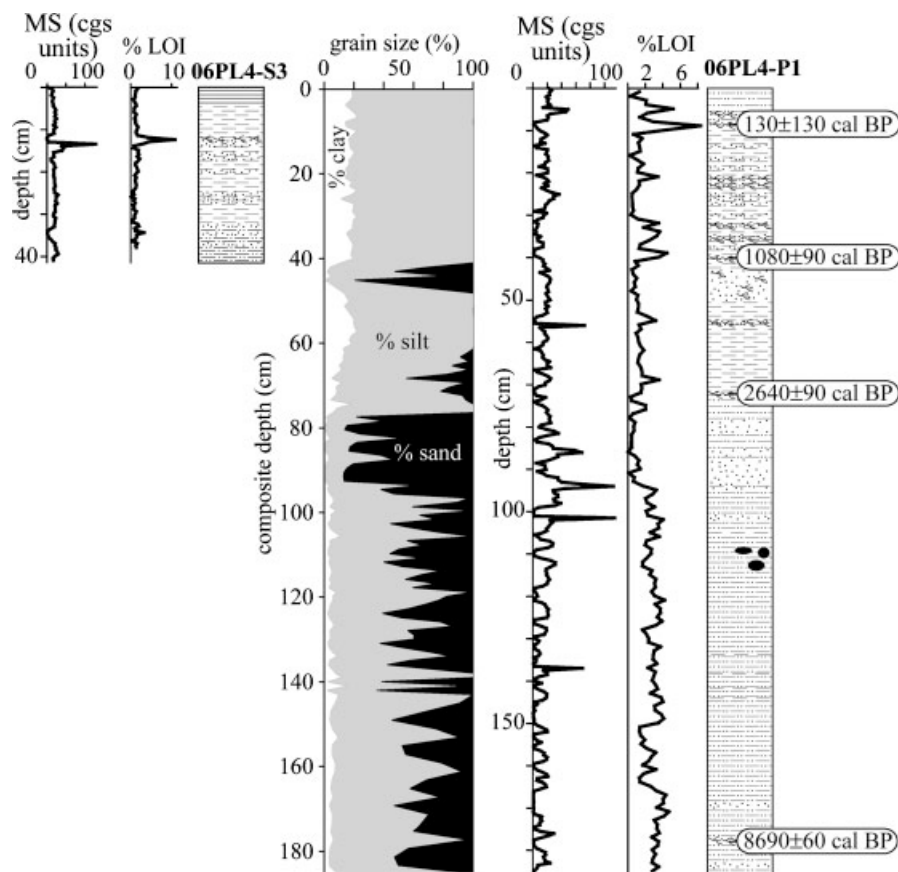 MS (cgs units)
0 100
% LOI
0 10
06PL4-S3
depth (cm)
40
grain size (%)
0 50 100
% clay
% silt
% sand
composite depth (cm)
0
20
40
60
80
100
120
140
160
180
MS (cgs units)
0 100
%LOI
0 2 6
06PL4-P1
depth (cm)
50
100
150
130±130 cal BP
1080±90 cal BP
2640±90 cal BP
8690±60 cal BP